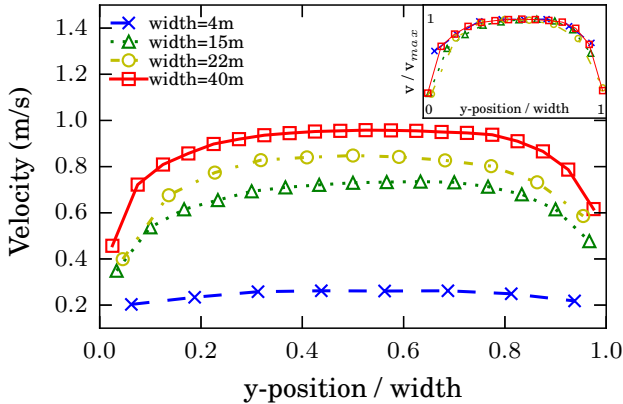 1.4
1.2
1.0
0.8
0.6
0.4
0.2
0.0
0.2
0.4
0.6
0.8
1.0
Velocity (m/s)
y-position / width
width=4m
width=15m
width=22m
width=40m
1
v / v_max
0
y-position / width
1